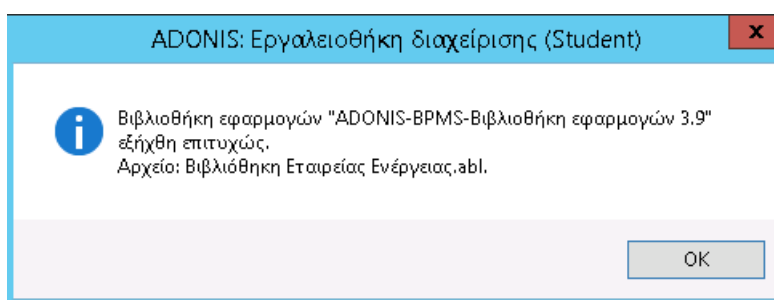 ADONIS: Εργαλειοθήκη διαχείρισης (Student)
x
Βιβλιοθήκη εφαρμογών "ADONIS-BPMS-Βιβλιοθήκη εφαρμογών 3.9"
εξήχθη επιτυχώς.
Αρχείο: Βιβλιόθηκη Εταιρείας Ενέργειας.abl.
OK